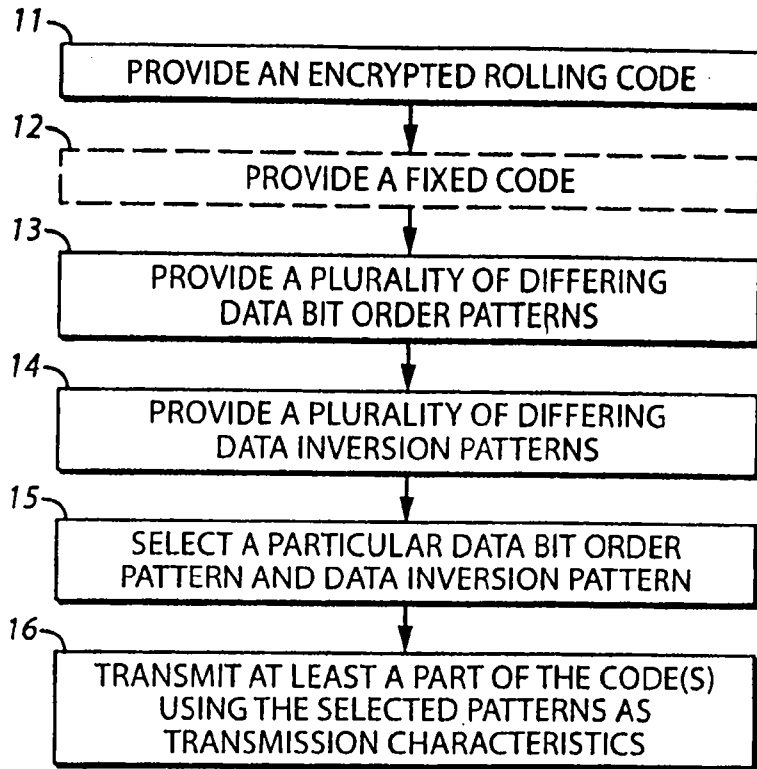 11
PROVIDE AN ENCRYPTED ROLLING CODE
12
PROVIDE A FIXED CODE
13
PROVIDE A PLURALITY OF DIFFERING
DATA BIT ORDER PATTERNS
14
PROVIDE A PLURALITY OF DIFFERING
DATA INVERSION PATTERNS
15
SELECT A PARTICULAR DATA BIT ORDER
PATTERN AND DATA INVERSION PATTERN
16
TRANSMIT AT LEAST A PART OF THE CODE(S)
USING THE SELECTED PATTERNS AS
TRANSMISSION CHARACTERISTICS